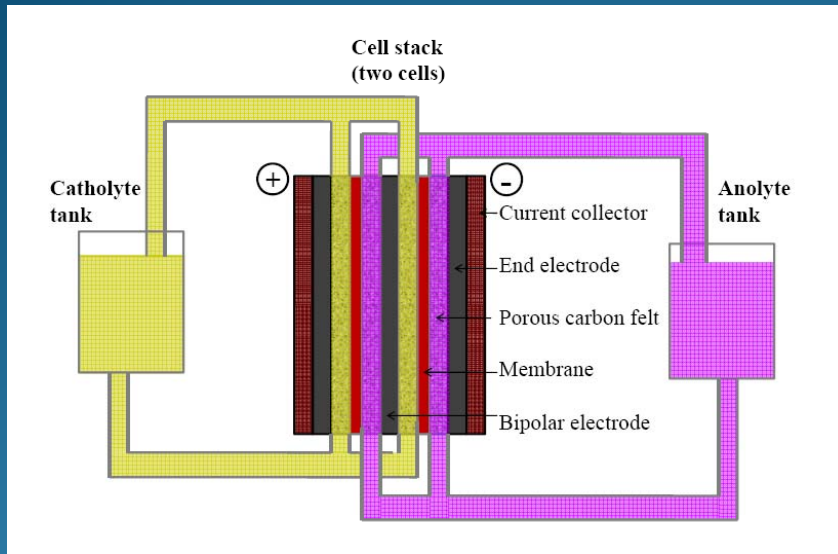 Cell stack
(two cells)
+
-
Catholyte
tank
Anolyte
tank
Current collector
End electrode
Porous carbon felt
Membrane
Bipolar electrode